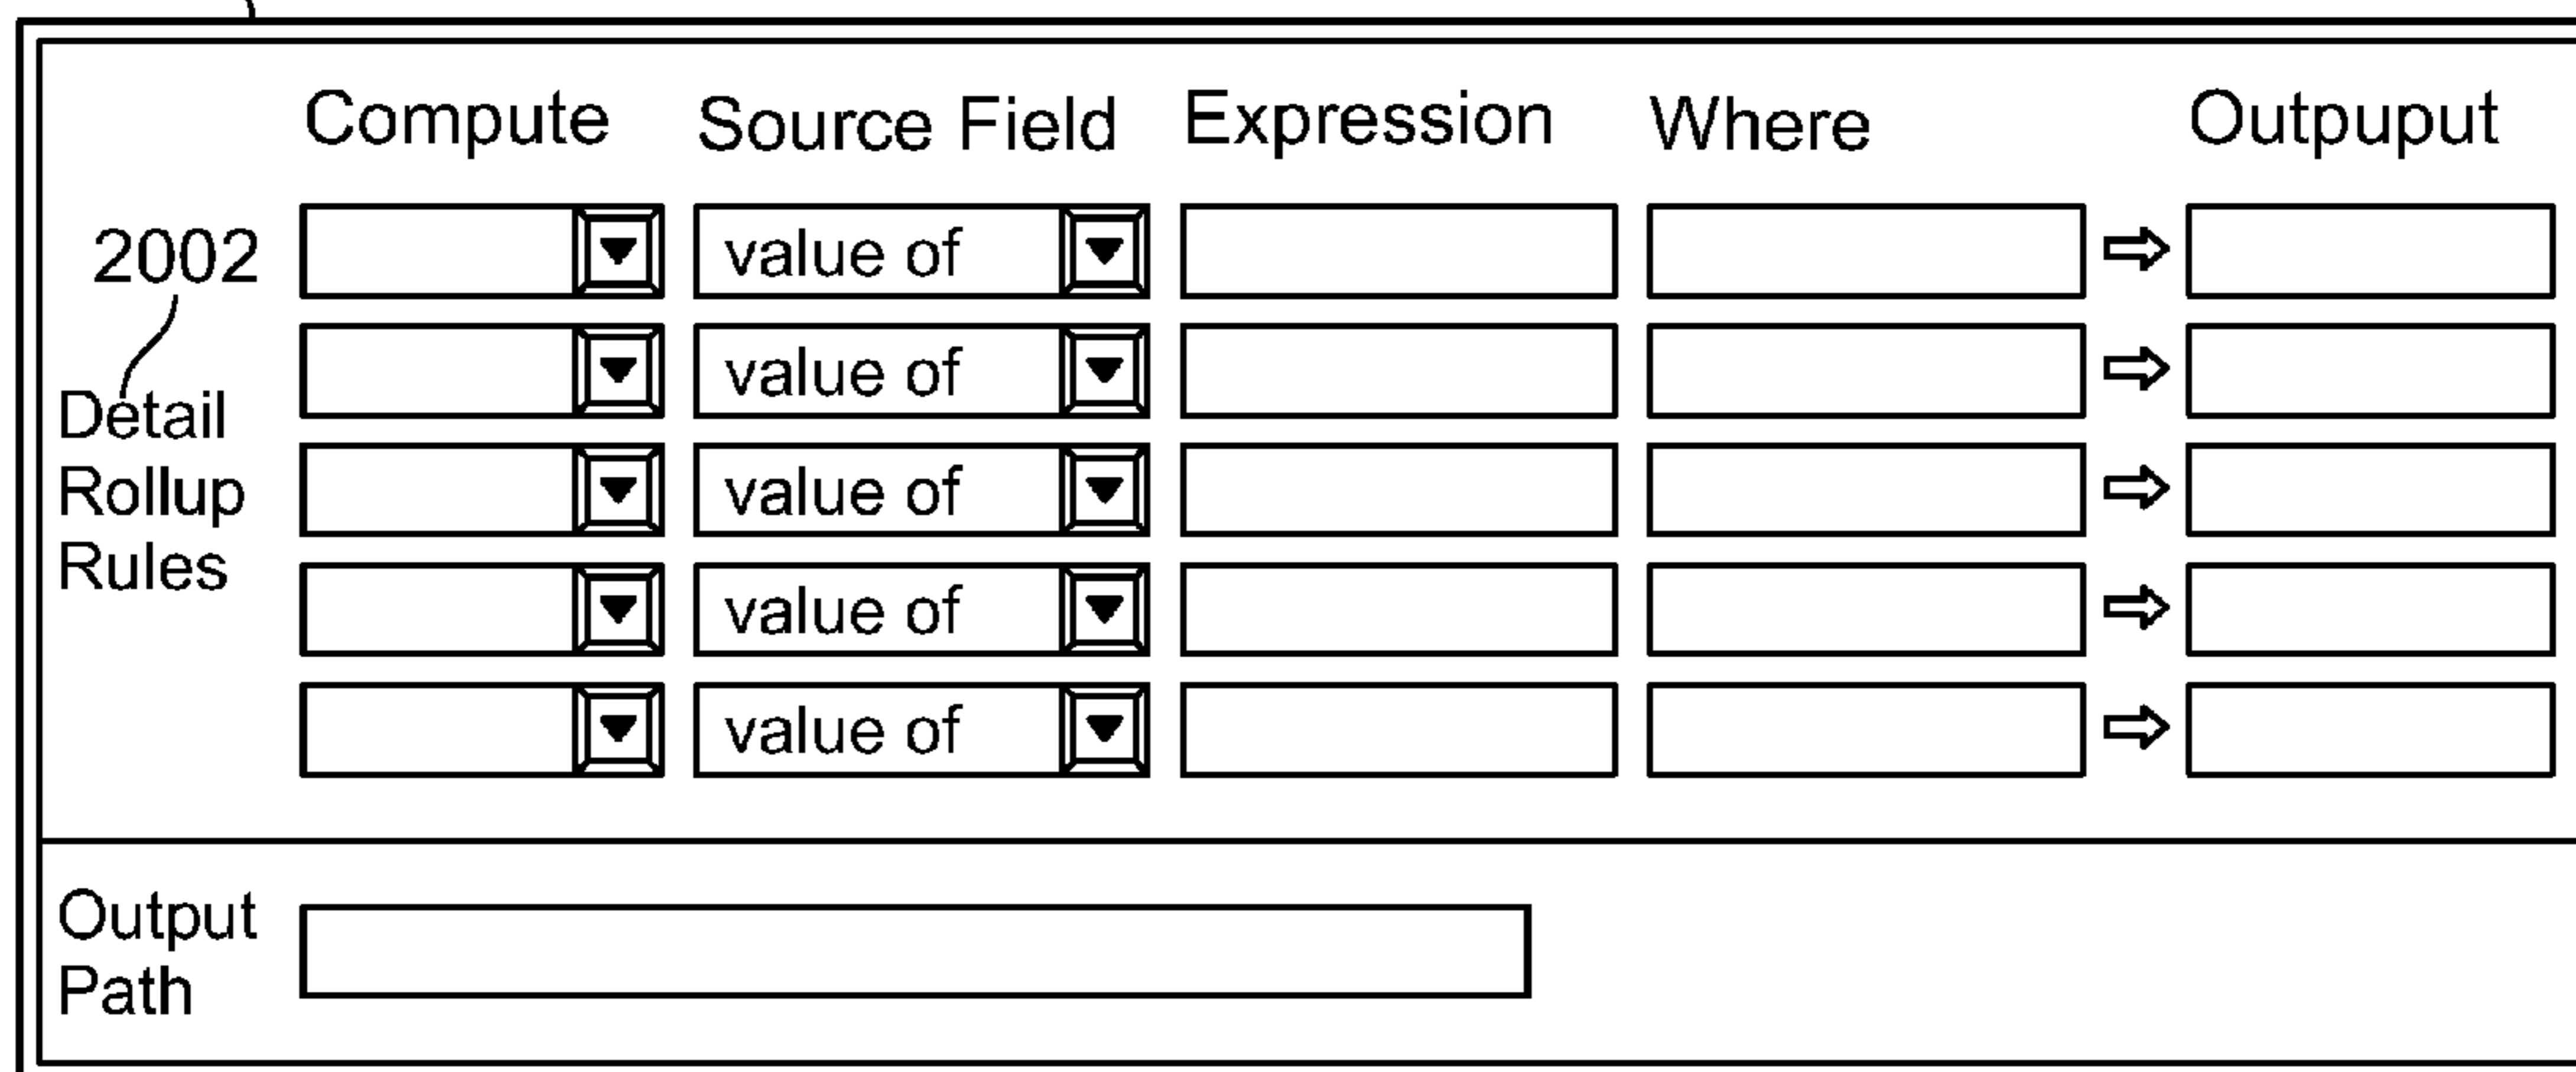 Compute Source Field Expression Where Outpuput
2002 value of
value of
Detail
Rollup value of
Rules value of
value of
Output
Path